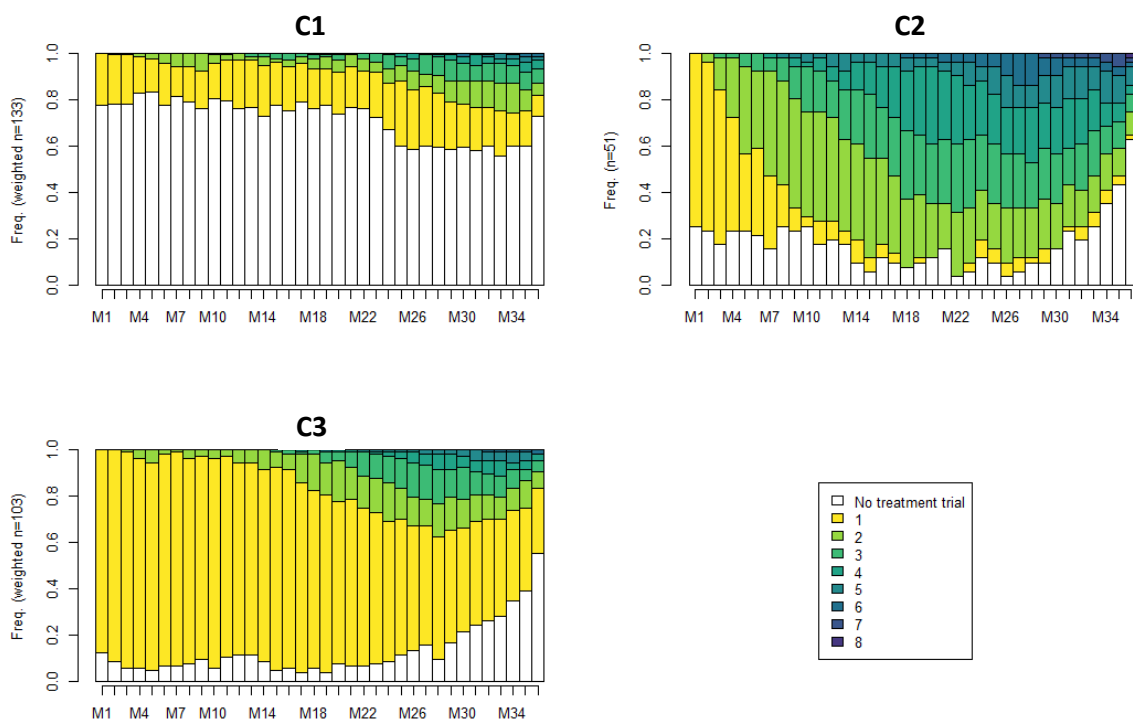 C1
Freq. (weighted n=133)
0.0 0.2 0.4 0.6 0.8 1.0
M1 M4 M7 M10 M14 M18 M22 M26 M30 M34
C2
Freq. (n=51)
0.0 0.2 0.4 0.6 0.8 1.0
M1 M4 M7 M10 M14 M18 M22 M26 M30 M34
C3
Freq. (weighted n=103)
0.0 0.2 0.4 0.6 0.8 1.0
M1 M4 M7 M10 M14 M18 M22 M26 M30 M34
No treatment trial
1
2
3
4
5
6
7
8